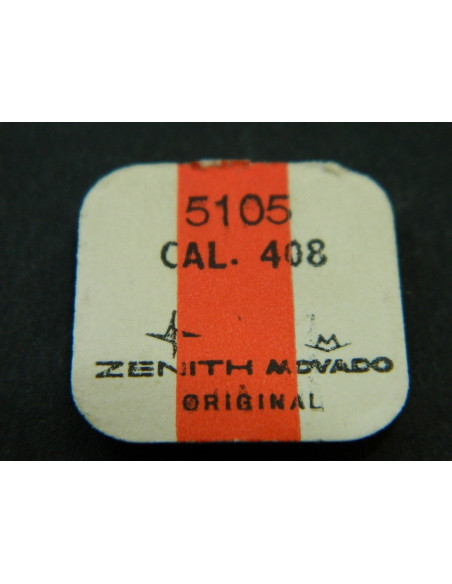 5105
CAL. 408
ZENITH MOVADO
ORIGINAL